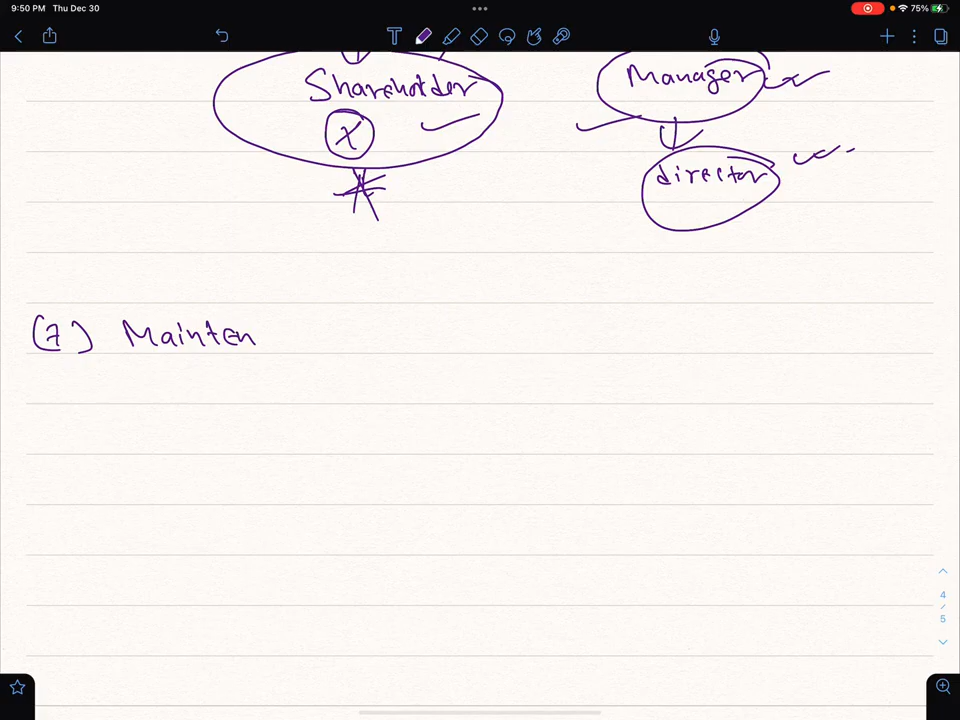 9:50 PM Thu Dec 30
75%
T
Shareholder
X
Manager
director
(7) Mainten
4
/
5